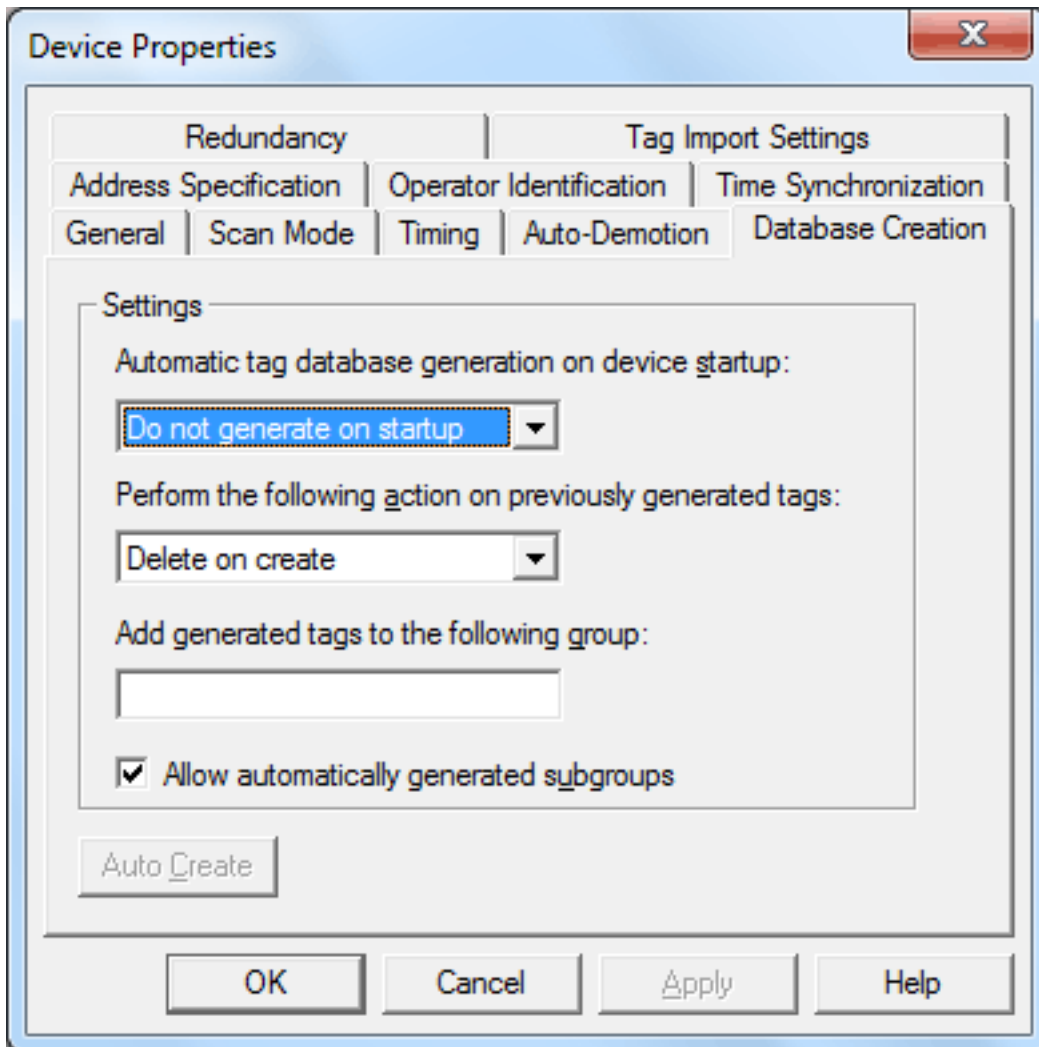 Device Properties
Redundancy
Tag Import Settings
Address Specification
Operator Identification
Time Synchronization
General
Scan Mode
Timing
Auto-Demotion
Database Creation
Settings
Automatic tag database generation on device startup:
Do not generate on startup
Perform the following action on previously generated tags:
Delete on create
Add generated tags to the following group:
Allow automatically generated subgroups
Auto Create
OK
Cancel
Apply
Help